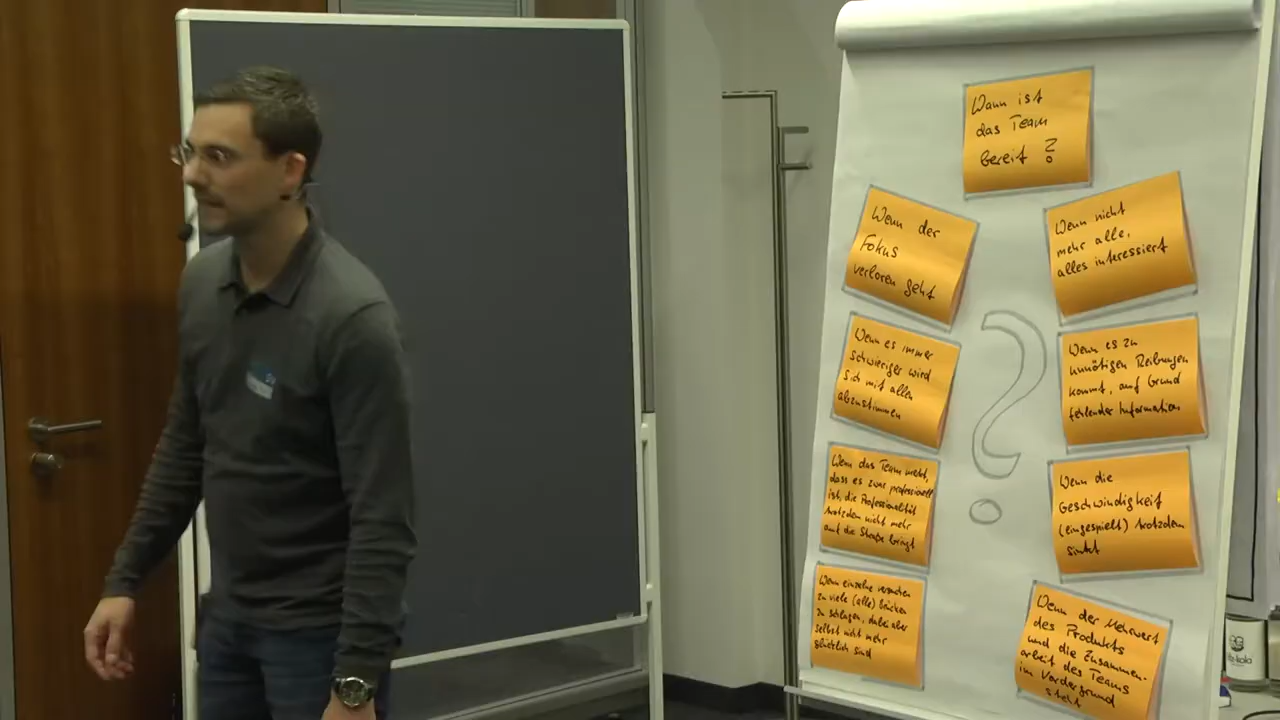 Wann ist
das Team
bereit ?
Wenn der
Fokus
verloren geht
Wenn nicht
mehr alle,
alles interessiert
Wenn es immer
schwieriger wird
sich mit allen
abzustimmen
Wenn es zu
unnötigen Reibungen
kommt, auf Grund
fehlender Information
Wenn das Team merkt,
dass es zwar professionell
ist, die Professionalität
trotzdem nicht mehr
auf die Straße bringt
Wenn die
Geschwindigkeit
(eingespielt) trotzdem
sinkt
Wenn einzelne versuchen
zu viele (alle) Brücken
zu schlagen, dabei aber
selbst nicht mehr
glücklich sind
Wenn der Mehrwert
des Produkts
und die Zusammen-
arbeit des Teams
im Vordergrund
steht
?